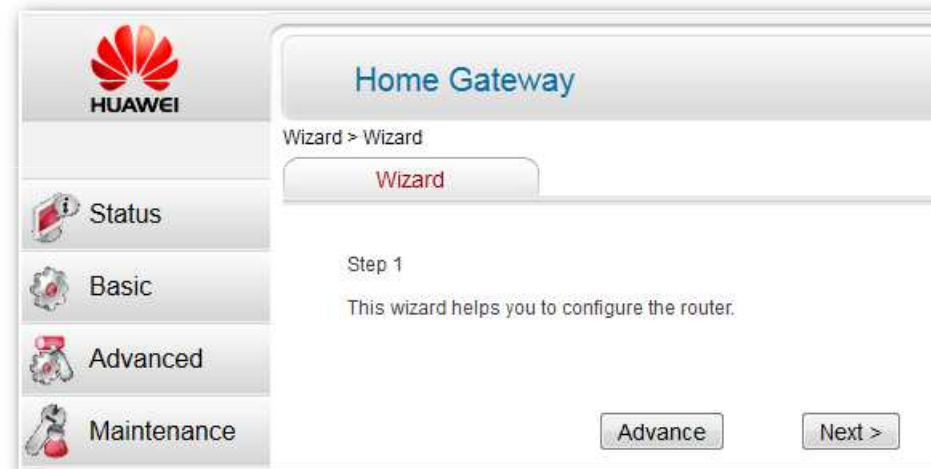 HUAWEI
Home Gateway
Wizard > Wizard
Wizard
Status
Basic
Advanced
Maintenance
Step 1
This wizard helps you to configure the router.
Advance
Next >